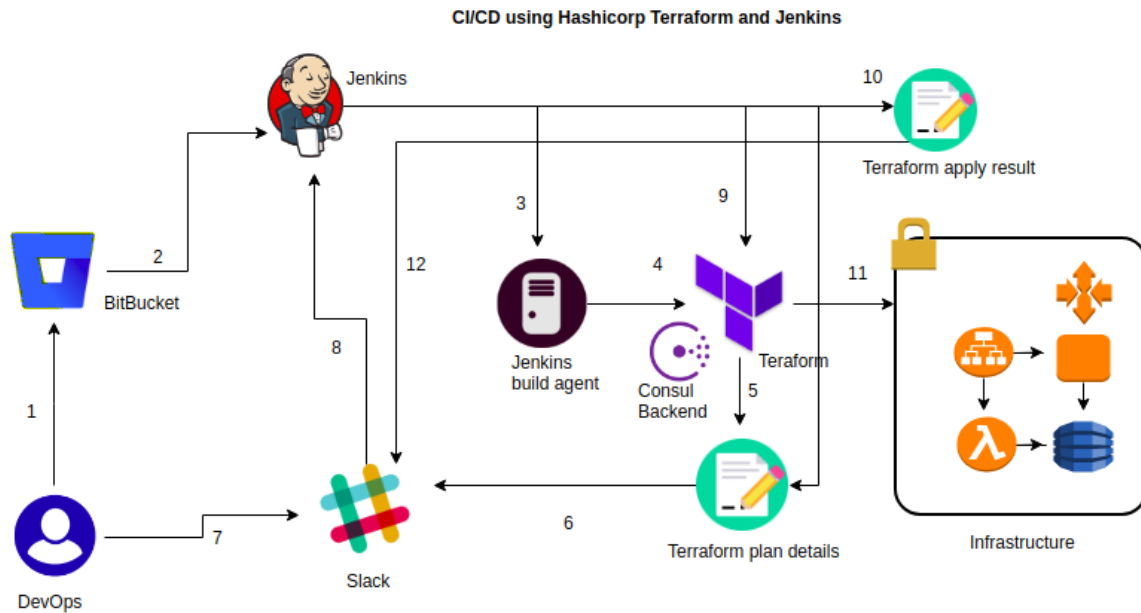 CI/CD using Hashicorp Terraform and Jenkins
Jenkins
10
Terraform apply result
2
3
9
12
4
11
BitBucket
8
Jenkins
build agent
Consul
Backend
Teraform
5
1
6
7
Terraform plan details
Infrastructure
Slack
DevOps